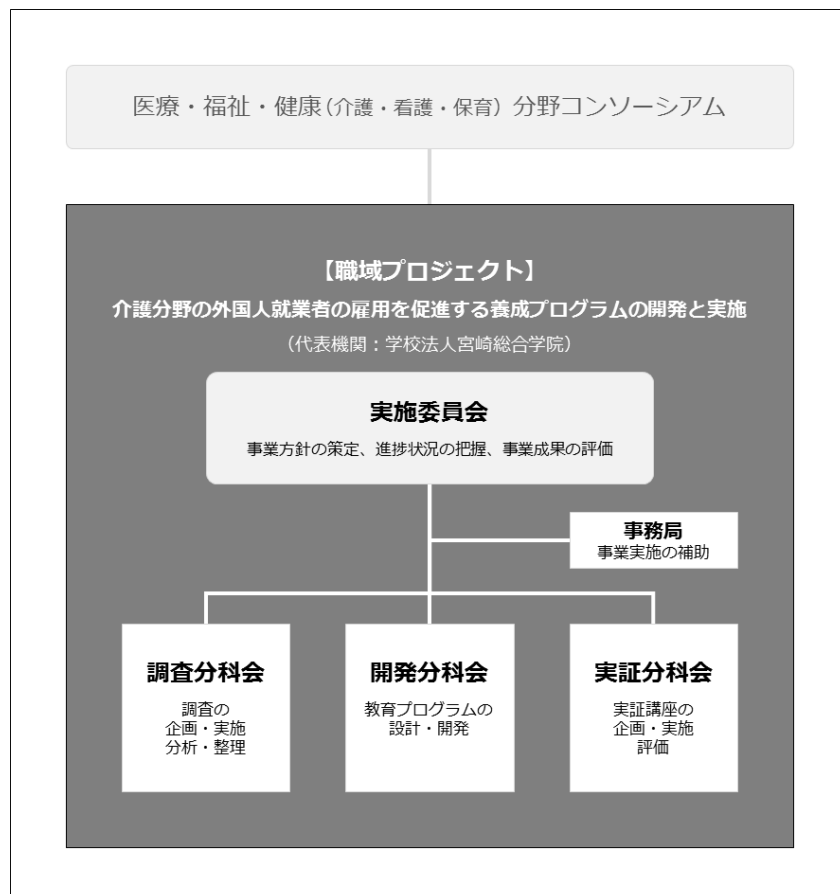 医療・福祉・健康(介護・看護・保育)分野コンソーシアム
【職域プロジェクト】
介護分野の外国人就業者の雇用を促進する養成プログラムの開発と実施
(代表機関：学校法人宮崎総合学院)
実施委員会
事業方針の策定、進捗状況の把握、事業成果の評価
事務局
事業実施の補助
調査分科会
調査の
企画・実施
分析・整理
開発分科会
教育プログラムの
設計・開発
実証分科会
実証講座の
企画・実施
評価